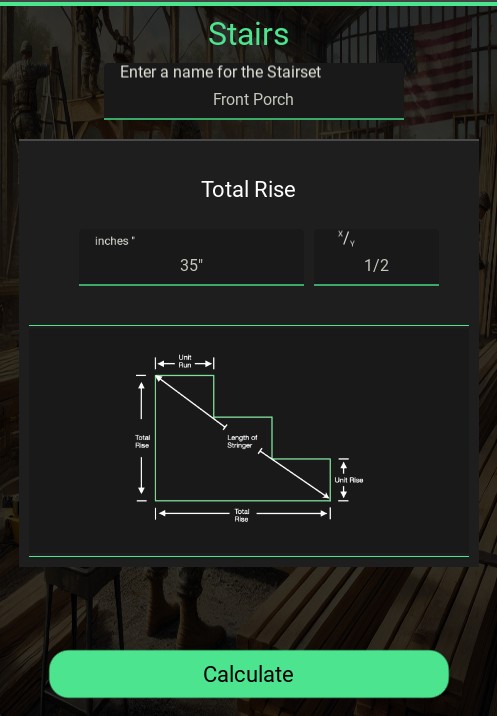 Stairs
Enter a name for the Stairset
Front Porch
Total Rise
inches "
X/Y
35"
1/2
Unit
Run
Total
Rise
Length of
Stringer
Unit Rise
Total
Rise
Calculate